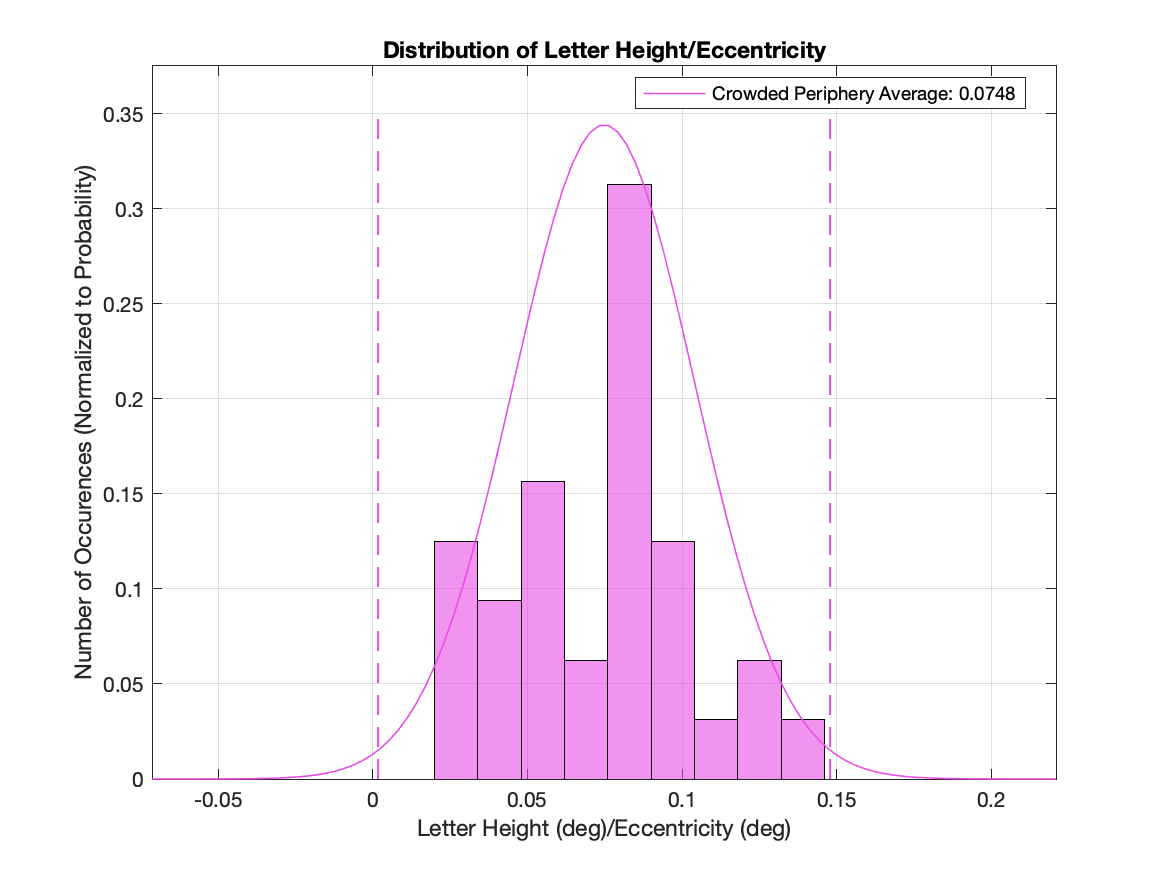 Distribution of Letter Height/Eccentricity
Crowded Periphery Average: 0.0748
Number of Occurences (Normalized to Probability)
0.35
0.3
0.25
0.2
0.15
0.1
0.05
0
-0.05 0 0.05 0.1 0.15 0.2
Letter Height (deg)/Eccentricity (deg)